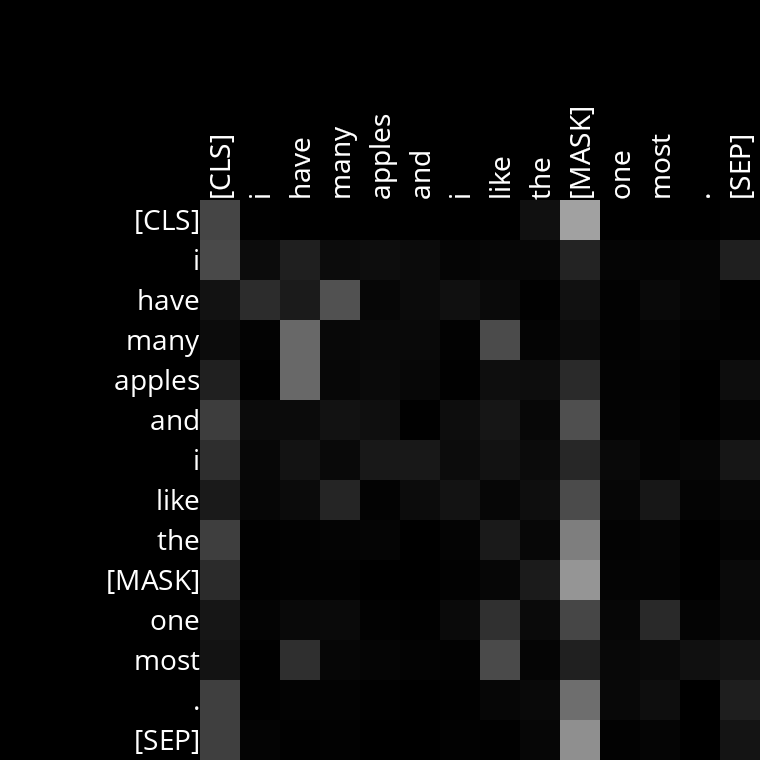 [CLS] i have many apples and i like the [MASK] one most . [SEP]
[CLS]
i
have
many
apples
and
i
like
the
[MASK]
one
most
.
[SEP]